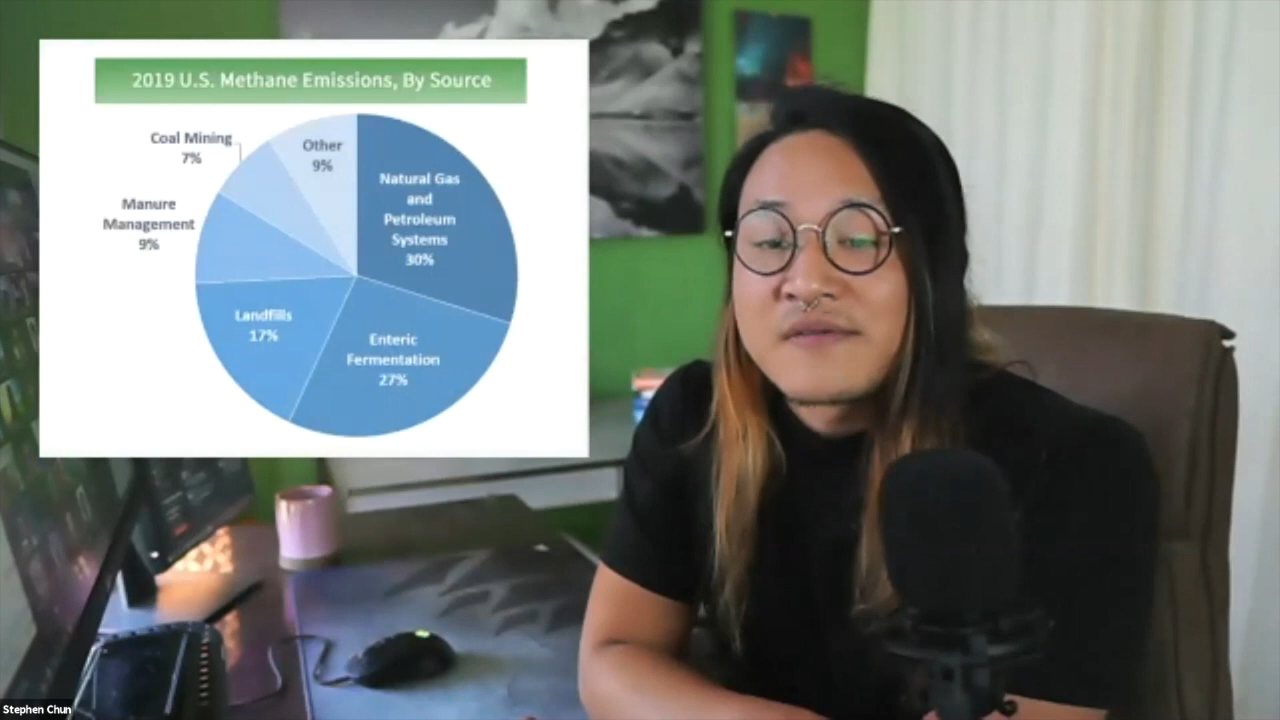 2019 U.S. Methane Emissions, By Source
Coal Mining
7%
Other
9%
Natural Gas
and
Petroleum
Systems
30%
Manure
Management
9%
Landfills
17%
Enteric
Fermentation
27%
Stephen Chun